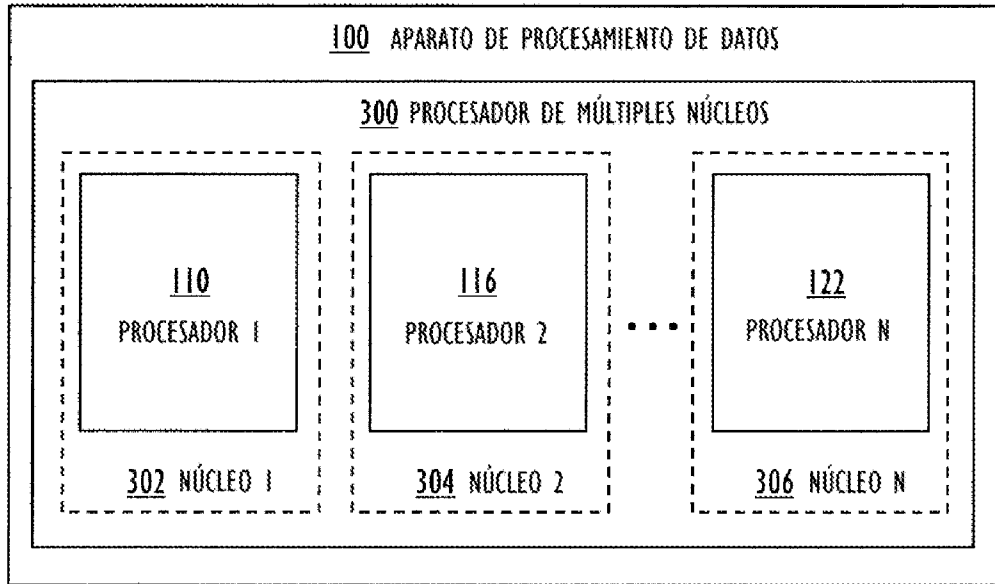 100 APARATO DE PROCESAMIENTO DE DATOS
300 PROCESADOR DE MÚLTIPLES NÚCLEOS
110
PROCESADOR 1
302 NÚCLEO 1
116
PROCESADOR 2
304 NÚCLEO 2
...
122
PROCESADOR N
306 NÚCLEO N